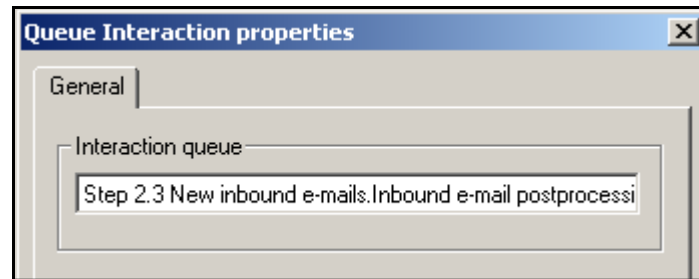 Queue Interaction properties
General
Interaction queue
Step 2.3 New inbound e-mails.Inbound e-mail postprocessi